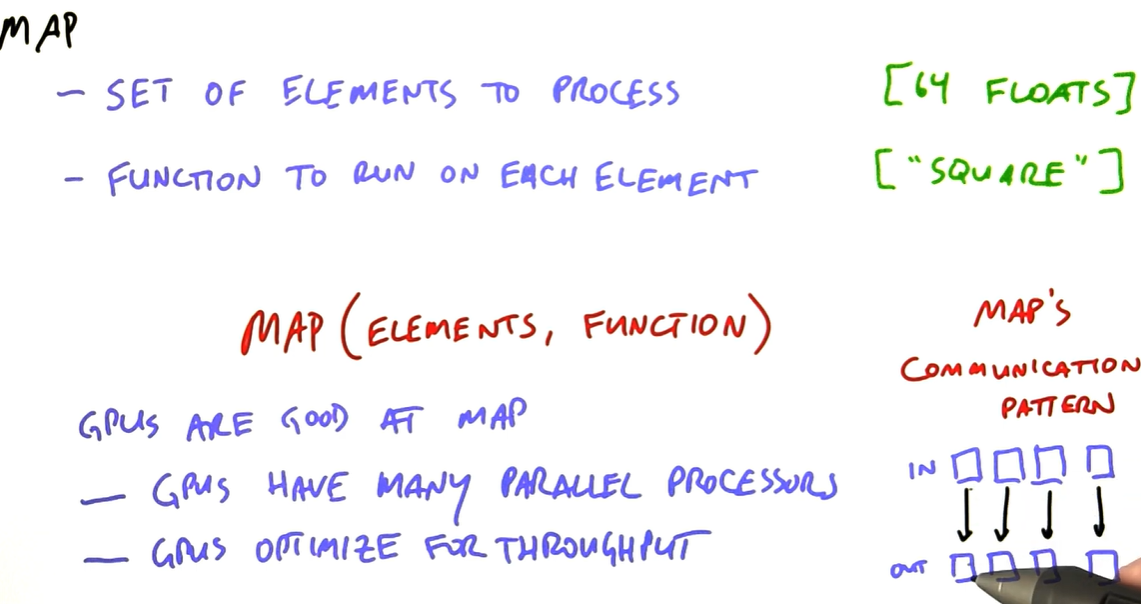 MAP
- SET OF ELEMENTS TO PROCESS [64 FLOATS]
- FUNCTION TO RUN ON EACH ELEMENT ["SQUARE"]
MAP (ELEMENTS, FUNCTION)
MAP'S
COMMUNICATION
PATTERN
GPUS ARE GOOD AT MAP
- GPUS HAVE MANY PARALLEL PROCESSORS
- GPUS OPTIMIZE FOR THROUGHPUT
IN
OUT